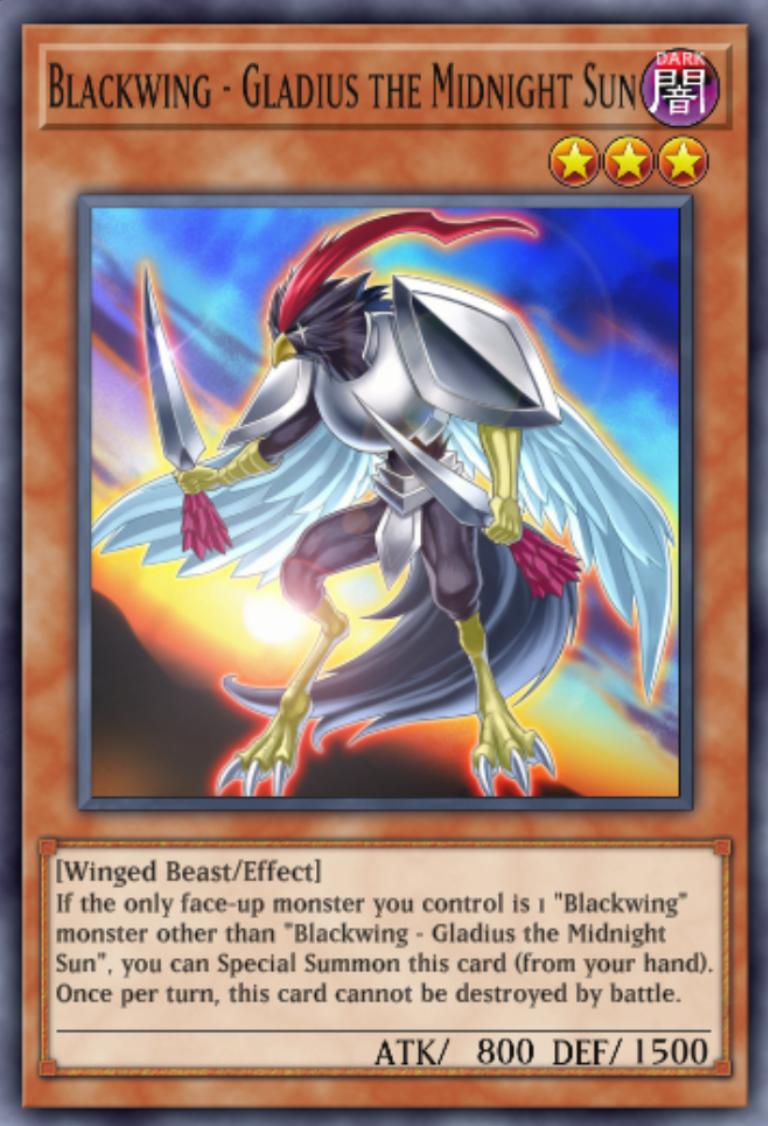 BLACKWING - GLADIUS THE MIDNIGHT SUN
DARK
闇
[Winged Beast/Effect]
If the only face-up monster you control is 1 "Blackwing"
monster other than "Blackwing - Gladius the Midnight
Sun", you can Special Summon this card (from your hand).
Once per turn, this card cannot be destroyed by battle.
ATK/ 800 DEF/ 1500